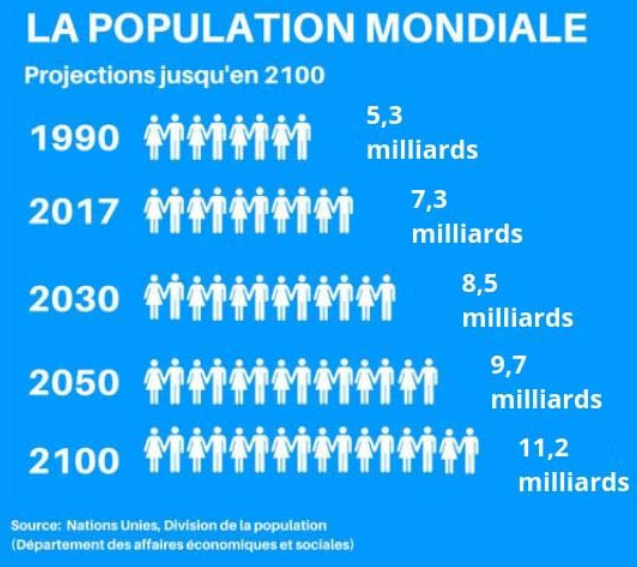 LA POPULATION MONDIALE
Projections jusqu'en 2100
1990
5,3
milliards
2017
7,3
milliards
2030
8,5
milliards
2050
9,7
milliards
2100
11,2
milliards
Source: Nations Unies, Division de la population
(Département des affaires économiques et sociales)